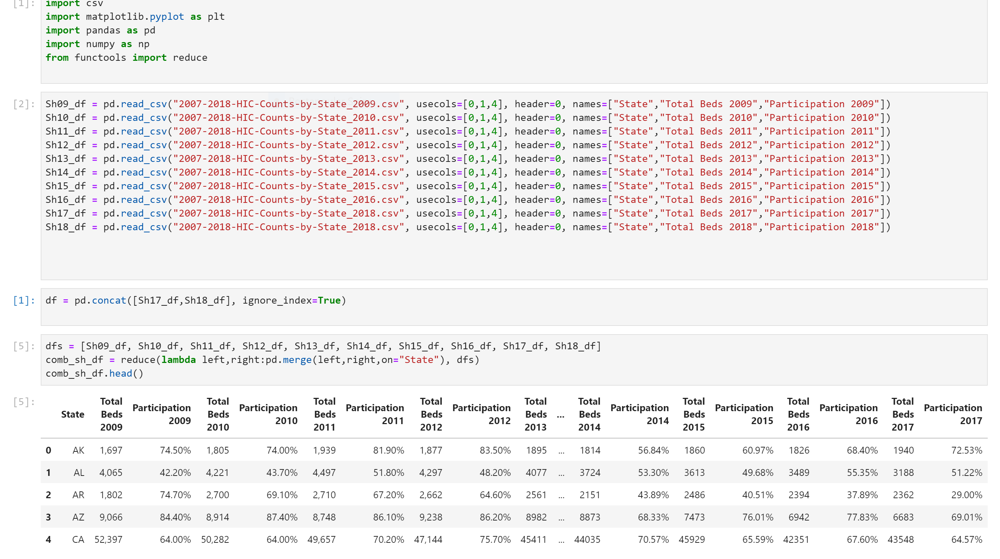 [1]: import csv
import matplotlib.pyplot as plt
import pandas as pd
import numpy as np
from functools import reduce
[2]: Sh09_df = pd.read_csv("2007-2018-HIC-Counts-by-State_2009.csv", usecols=[0,1,4], header=0, names=["State","Total Beds 2009","Participation 2009"])
Sh10_df = pd.read_csv("2007-2018-HIC-Counts-by-State_2010.csv", usecols=[0,1,4], header=0, names=["State","Total Beds 2010","Participation 2010"])
Sh11_df = pd.read_csv("2007-2018-HIC-Counts-by-State_2011.csv", usecols=[0,1,4], header=0, names=["State","Total Beds 2011","Participation 2011"])
Sh12_df = pd.read_csv("2007-2018-HIC-Counts-by-State_2012.csv", usecols=[0,1,4], header=0, names=["State","Total Beds 2012","Participation 2012"])
Sh13_df = pd.read_csv("2007-2018-HIC-Counts-by-State_2013.csv", usecols=[0,1,4], header=0, names=["State","Total Beds 2013","Participation 2013"])
Sh14_df = pd.read_csv("2007-2018-HIC-Counts-by-State_2014.csv", usecols=[0,1,4], header=0, names=["State","Total Beds 2014","Participation 2014"])
Sh15_df = pd.read_csv("2007-2018-HIC-Counts-by-State_2015.csv", usecols=[0,1,4], header=0, names=["State","Total Beds 2015","Participation 2015"])
Sh16_df = pd.read_csv("2007-2018-HIC-Counts-by-State_2016.csv", usecols=[0,1,4], header=0, names=["State","Total Beds 2016","Participation 2016"])
Sh17_df = pd.read_csv("2007-2018-HIC-Counts-by-State_2018.csv", usecols=[0,1,4], header=0, names=["State","Total Beds 2017","Participation 2017"])
Sh18_df = pd.read_csv("2007-2018-HIC-Counts-by-State_2018.csv", usecols=[0,1,4], header=0, names=["State","Total Beds 2018","Participation 2018"])
[1]: df = pd.concat([Sh17_df,Sh18_df], ignore_index=True)
[5]: dfs = [Sh09_df, Sh10_df, Sh11_df, Sh12_df, Sh13_df, Sh14_df, Sh15_df, Sh16_df, Sh17_df, Sh18_df]
comb_sh_df = reduce(lambda left,right:pd.merge(left,right,on="State"), dfs)
comb_sh_df.head()
[5]: State Total Beds 2009 Participation 2009 Total Beds 2010 Participation 2010 Total Beds 2011 Participation 2011 Total Beds 2012 Participation 2012 Total Beds 2013 ... Total Beds 2014 Participation 2014 Total Beds 2015 Participation 2015 Total Beds 2016 Participation 2016 Total Beds 2017 Participation 2017
0 AK 1,697 74.50% 1,805 74.00% 1,939 81.90% 1,877 83.50% 1895 ... 1814 56.84% 1860 60.97% 1826 68.40% 1940 72.53%
1 AL 4,065 42.20% 4,221 43.70% 4,497 51.80% 4,297 48.20% 4077 ... 3724 53.30% 3613 49.68% 3489 55.35% 3188 51.22%
2 AR 1,802 74.70% 2,700 69.10% 2,710 67.20% 2,662 64.60% 2561 ... 2151 43.89% 2486 40.51% 2394 37.89% 2362 29.00%
3 AZ 9,066 84.40% 8,914 87.40% 8,748 86.10% 9,238 86.20% 8982 ... 8873 68.33% 7473 76.01% 6942 77.83% 6683 69.01%
4 CA 52,397 64.00% 50,282 64.00% 49,657 70.20% 47,144 75.70% 45411 ... 44035 70.57% 45929 65.59% 42351 67.60% 43548 64.57%